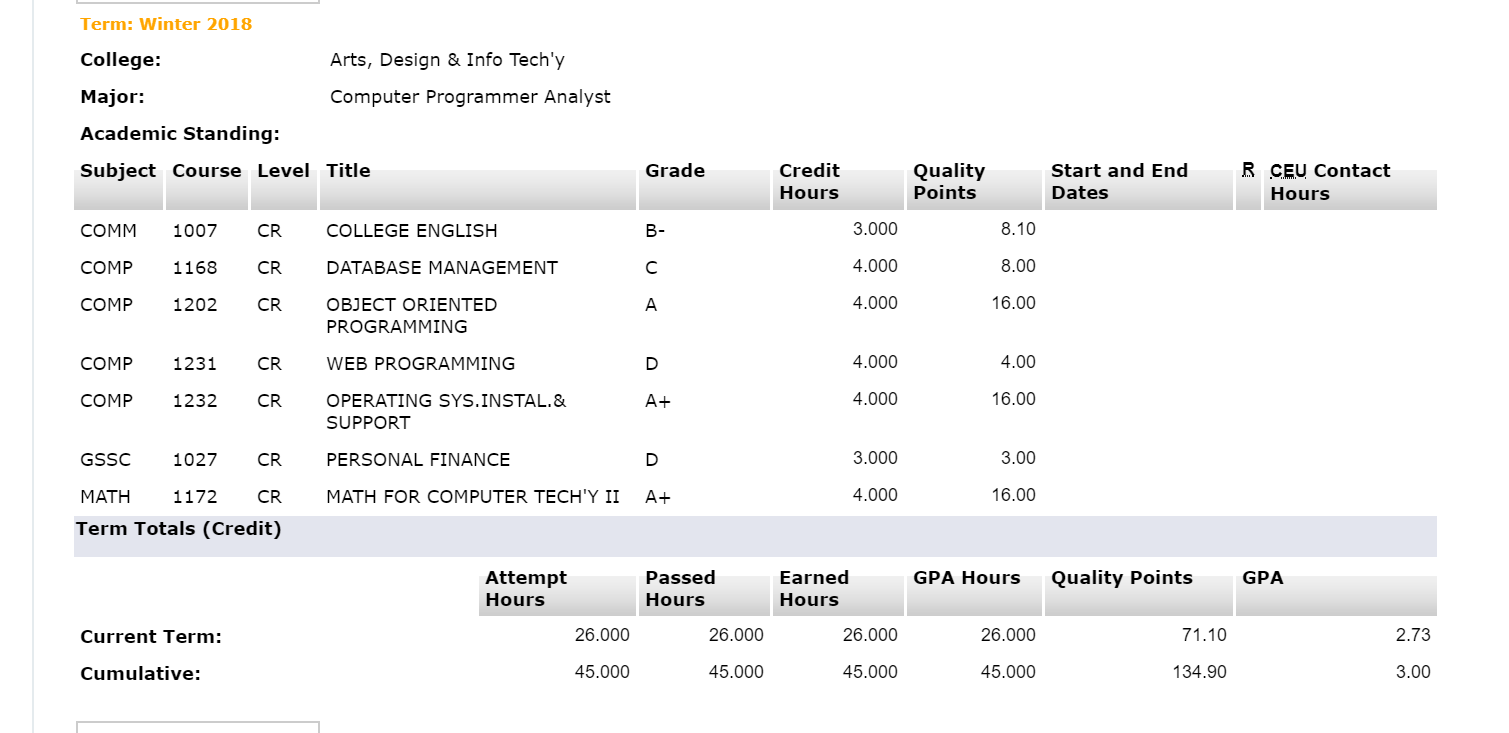 Term: Winter 2018
College: Arts, Design & Info Tech'y
Major: Computer Programmer Analyst
Academic Standing:
Subject Course Level Title Grade Credit Hours Quality Points Start and End Dates R CEU Contact Hours
COMM 1007 CR COLLEGE ENGLISH B- 3.000 8.10
COMP 1168 CR DATABASE MANAGEMENT C 4.000 8.00
COMP 1202 CR OBJECT ORIENTED PROGRAMMING A 4.000 16.00
COMP 1231 CR WEB PROGRAMMING D 4.000 4.00
COMP 1232 CR OPERATING SYS.INSTAL.& SUPPORT A+ 4.000 16.00
GSSC 1027 CR PERSONAL FINANCE D 3.000 3.00
MATH 1172 CR MATH FOR COMPUTER TECH'Y II A+ 4.000 16.00
Term Totals (Credit)
Attempt Hours Passed Hours Earned Hours GPA Hours Quality Points GPA
Current Term: 26.000 26.000 26.000 26.000 71.10 2.73
Cumulative: 45.000 45.000 45.000 45.000 134.90 3.00